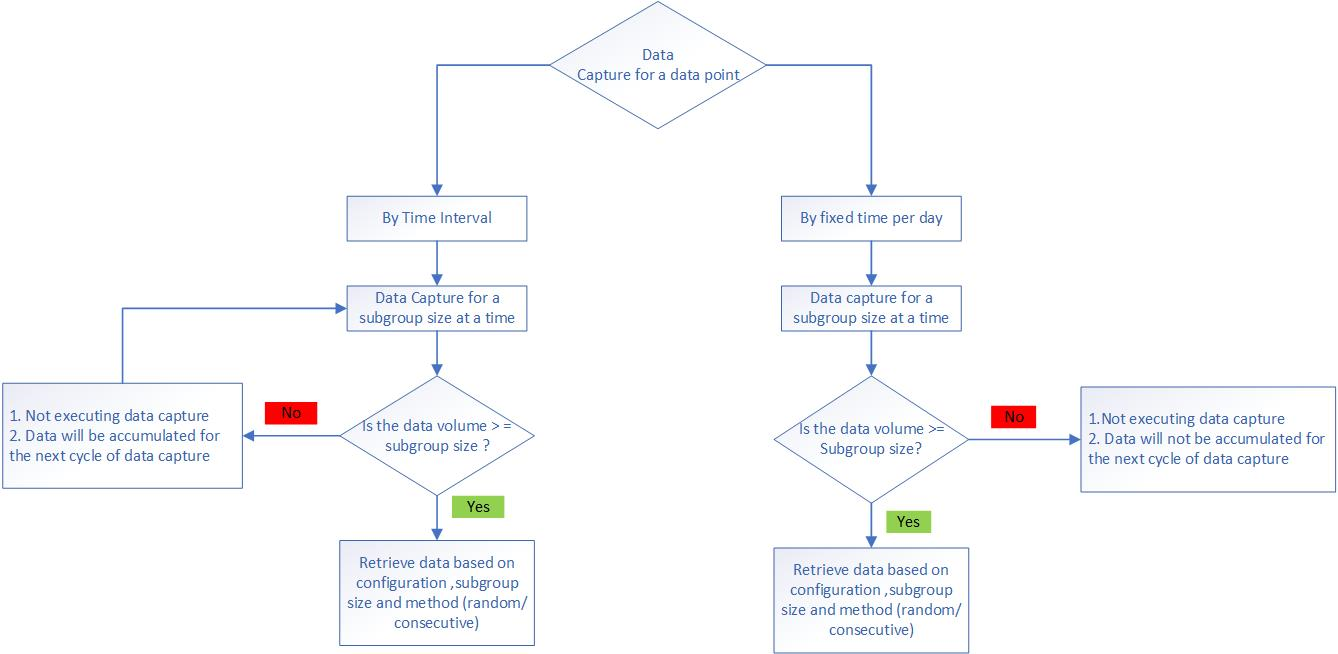 Data
Capture for a data point
By Time Interval
By fixed time per day
Data Capture for a
subgroup size at a time
Data capture for a
subgroup size at a time
1. Not executing data capture
2. Data will be accumulated for
the next cycle of data capture
No
Is the data volume > =
subgroup size ?
Is the data volume >=
Subgroup size?
No
1.Not executing data capture
2. Data will not be accumulated for
the next cycle of data capture
Yes
Yes
Retrieve data based on
configuration ,subgroup
size and method (random/
consecutive)
Retrieve data based on
configuration ,subgroup
size and method (random/
consecutive)